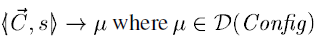 ⟨|C⃗, s|⟩ → μ where μ ∈ 𝒟(Config)